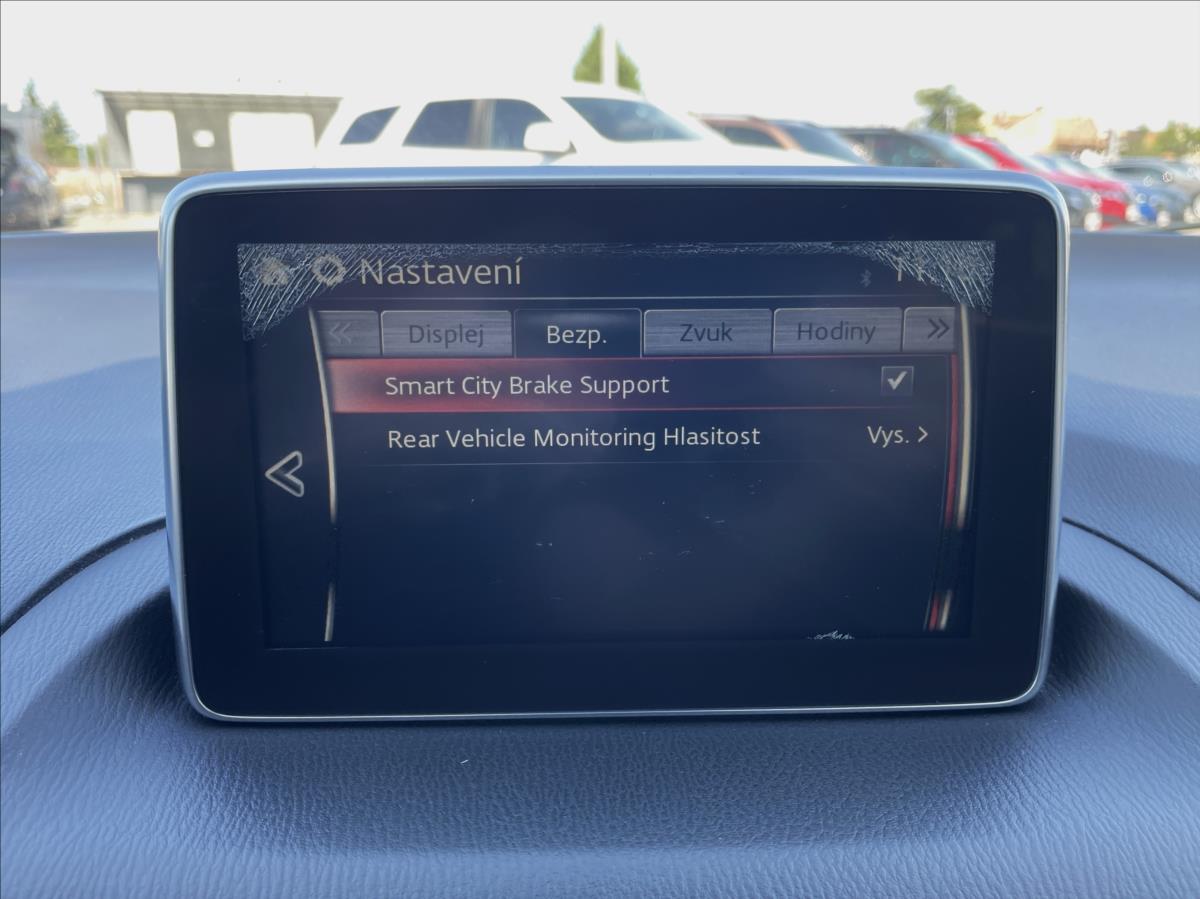 Nastavení
Displej Bezp. Zvuk Hodiny
Smart City Brake Support
Rear Vehicle Monitoring Hlasitost Vys.